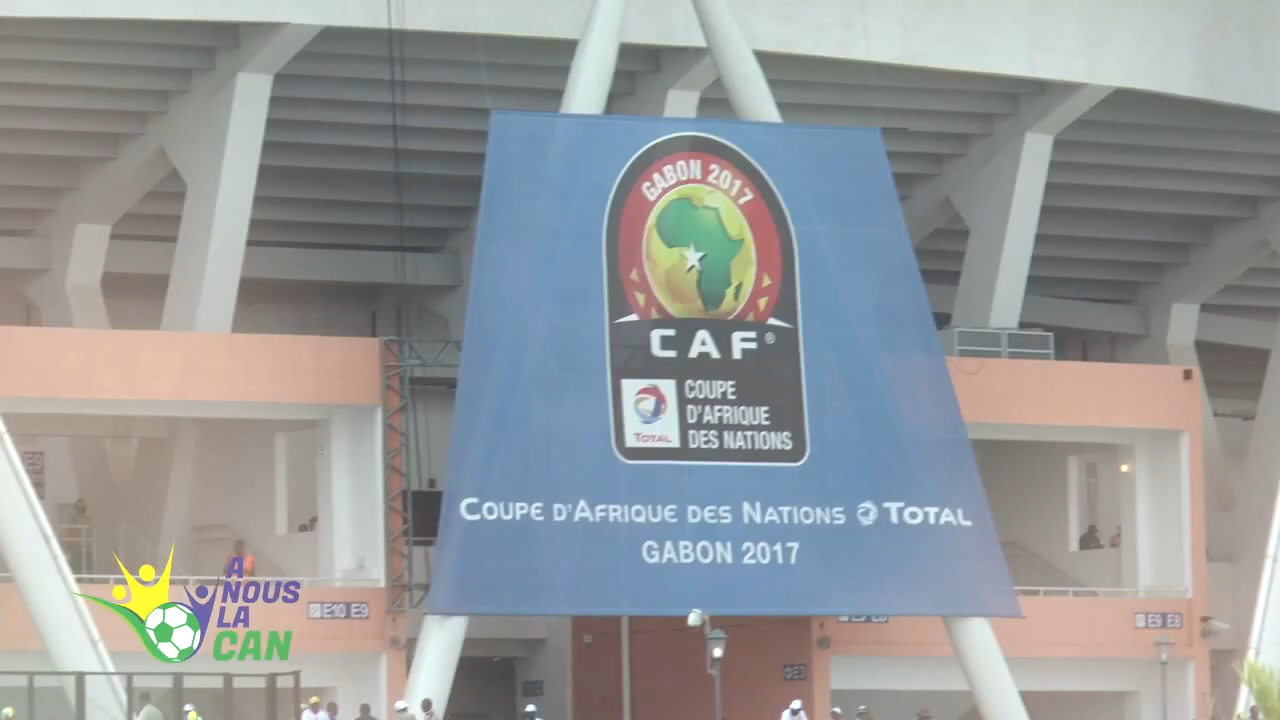 GABON 2017
CAF®
TOTAL
COUPE
D'AFRIQUE
DES NATIONS
COUPE D'AFRIQUE DES NATIONS TOTAL
GABON 2017
A
NOUS
LA
CAN
E10 E9
E9 E8